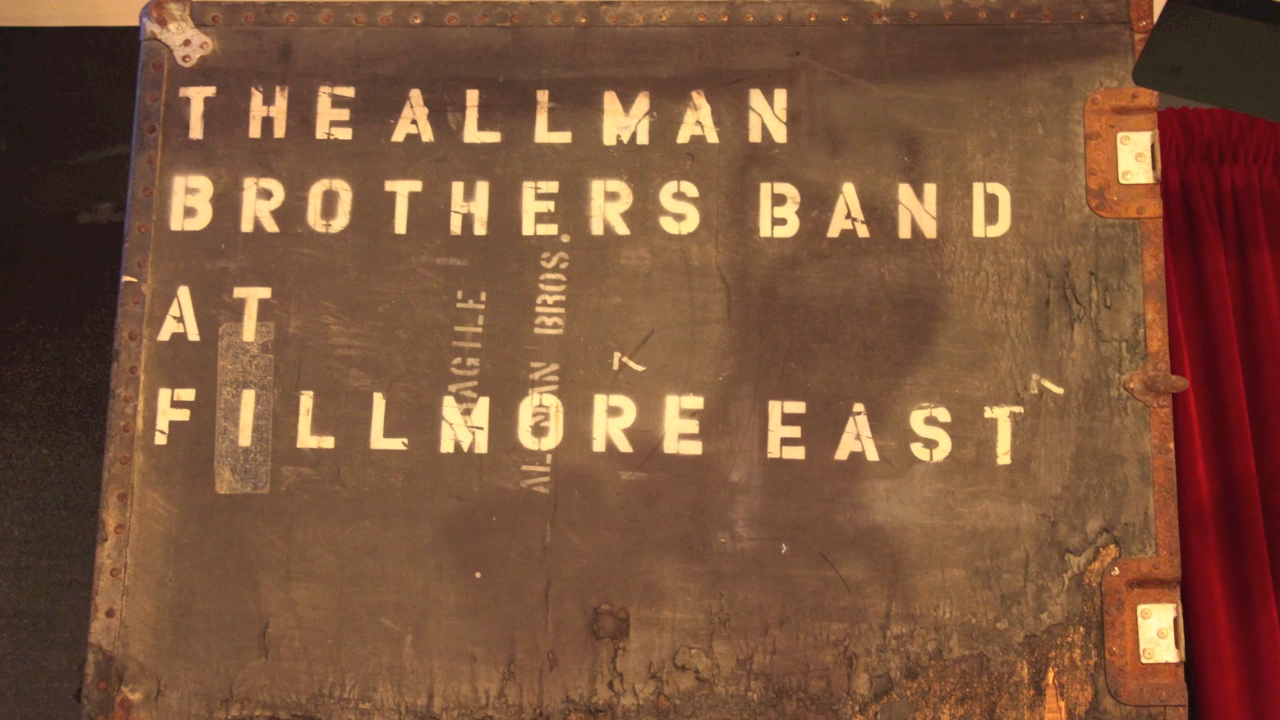 THE ALLMAN
BROTHERS BAND
AT
FILLMORE EAST
ALLMAN BROS.